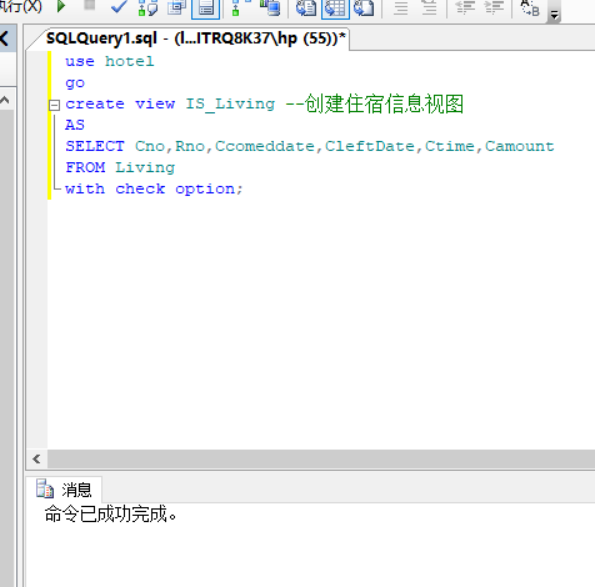 行(X)
SQLQuery1.sql - (l...ITRQ8K37\hp (55))*
use hotel
go
create view IS_Living --创建住宿信息视图
AS
SELECT Cno,Rno,Ccomeddate,CleftDate,Ctime,Camount
FROM Living
with check option;
消息
命令已成功完成。